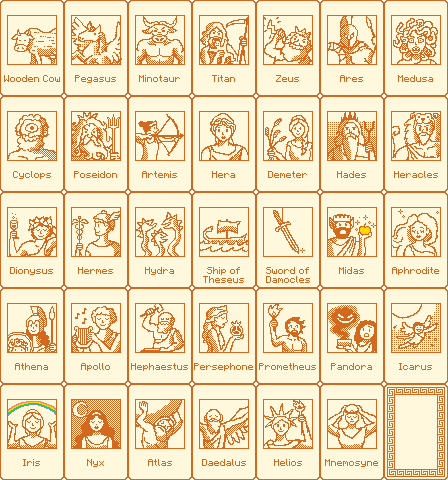 Wooden Cow
Pegasus
Minotaur
Titan
Zeus
Ares
Medusa
Cyclops
Poseidon
Artemis
Hera
Demeter
Hades
Heracles
Dionysus
Hermes
Hydra
Ship of
Theseus
Sword of
Damocles
Midas
Aphrodite
Athena
Apollo
Hephaestus
Persephone
Prometheus
Pandora
Icarus
Iris
Nyx
Atlas
Daedalus
Helios
Mnemosyne